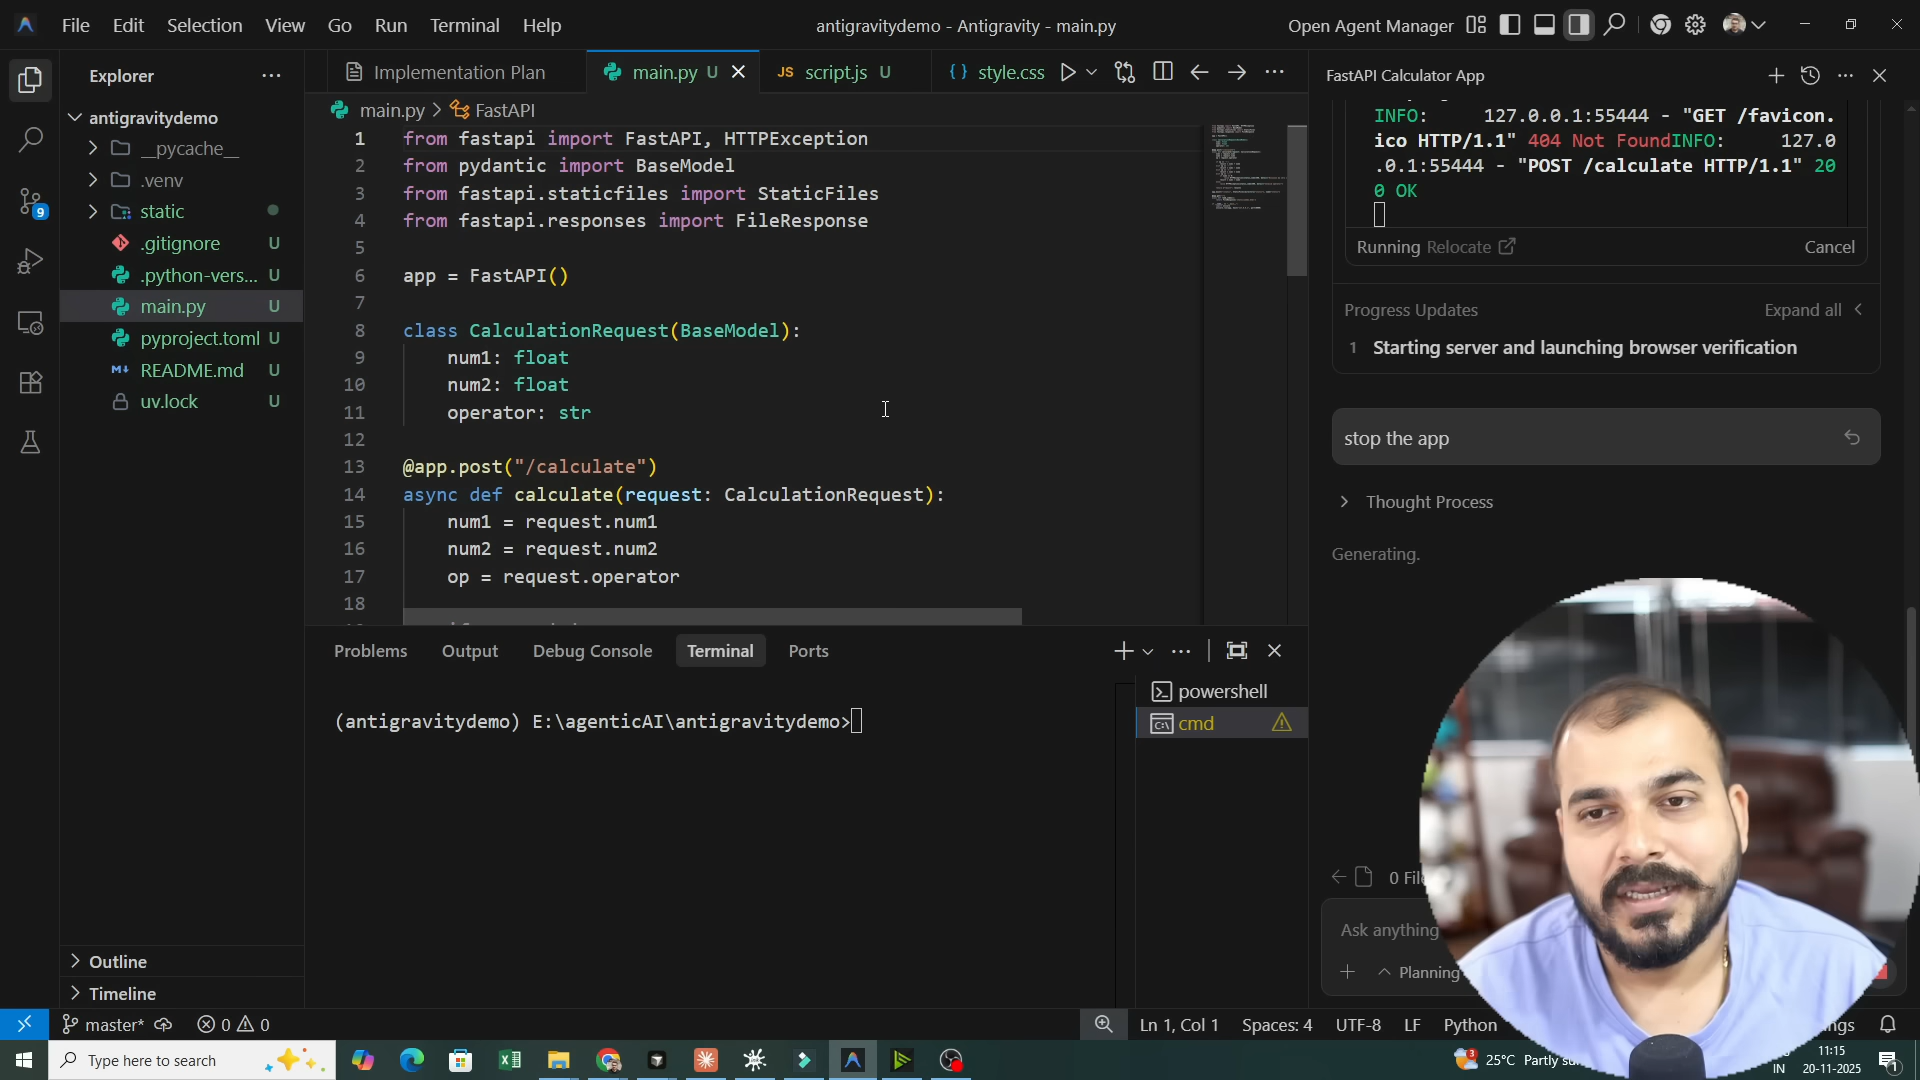 File Edit Selection View Go Run Terminal Help
antigravitydemo - Antigravity - main.py
Open Agent Manager
Explorer
antigravitydemo
__pycache__
.venv
static
.gitignore U
.python-vers... U
main.py U
pyproject.toml U
README.md U
uv.lock U
Outline
Timeline
9
Implementation Plan
main.py U
JS script.js U
{ } style.css
main.py > FastAPI
1 from fastapi import FastAPI, HTTPException
2 from pydantic import BaseModel
3 from fastapi.staticfiles import StaticFiles
4 from fastapi.responses import FileResponse
5
6 app = FastAPI()
7
8 class CalculationRequest(BaseModel):
9 num1: float
10 num2: float
11 operator: str
12
13 @app.post("/calculate")
14 async def calculate(request: CalculationRequest):
15 num1 = request.num1
16 num2 = request.num2
17 op = request.operator
18
Problems Output Debug Console Terminal Ports
(antigravitydemo) E:\agenticAI\antigravitydemo>
powershell
cmd
FastAPI Calculator App
INFO: 127.0.0.1:55444 - "GET /favicon.
ico HTTP/1.1" 404 Not FoundINFO: 127.0
.0.1:55444 - "POST /calculate HTTP/1.1" 20
0 OK
Running Relocate Cancel
Progress Updates Expand all
1 Starting server and launching browser verification
stop the app
Thought Process
Generating.
0 Fil
Ask anything
Planning
master* 0 0
Ln 1, Col 1 Spaces: 4 UTF-8 LF Python
Type here to search
3
25°C Partly su
IN
11:15
20-11-2025
1